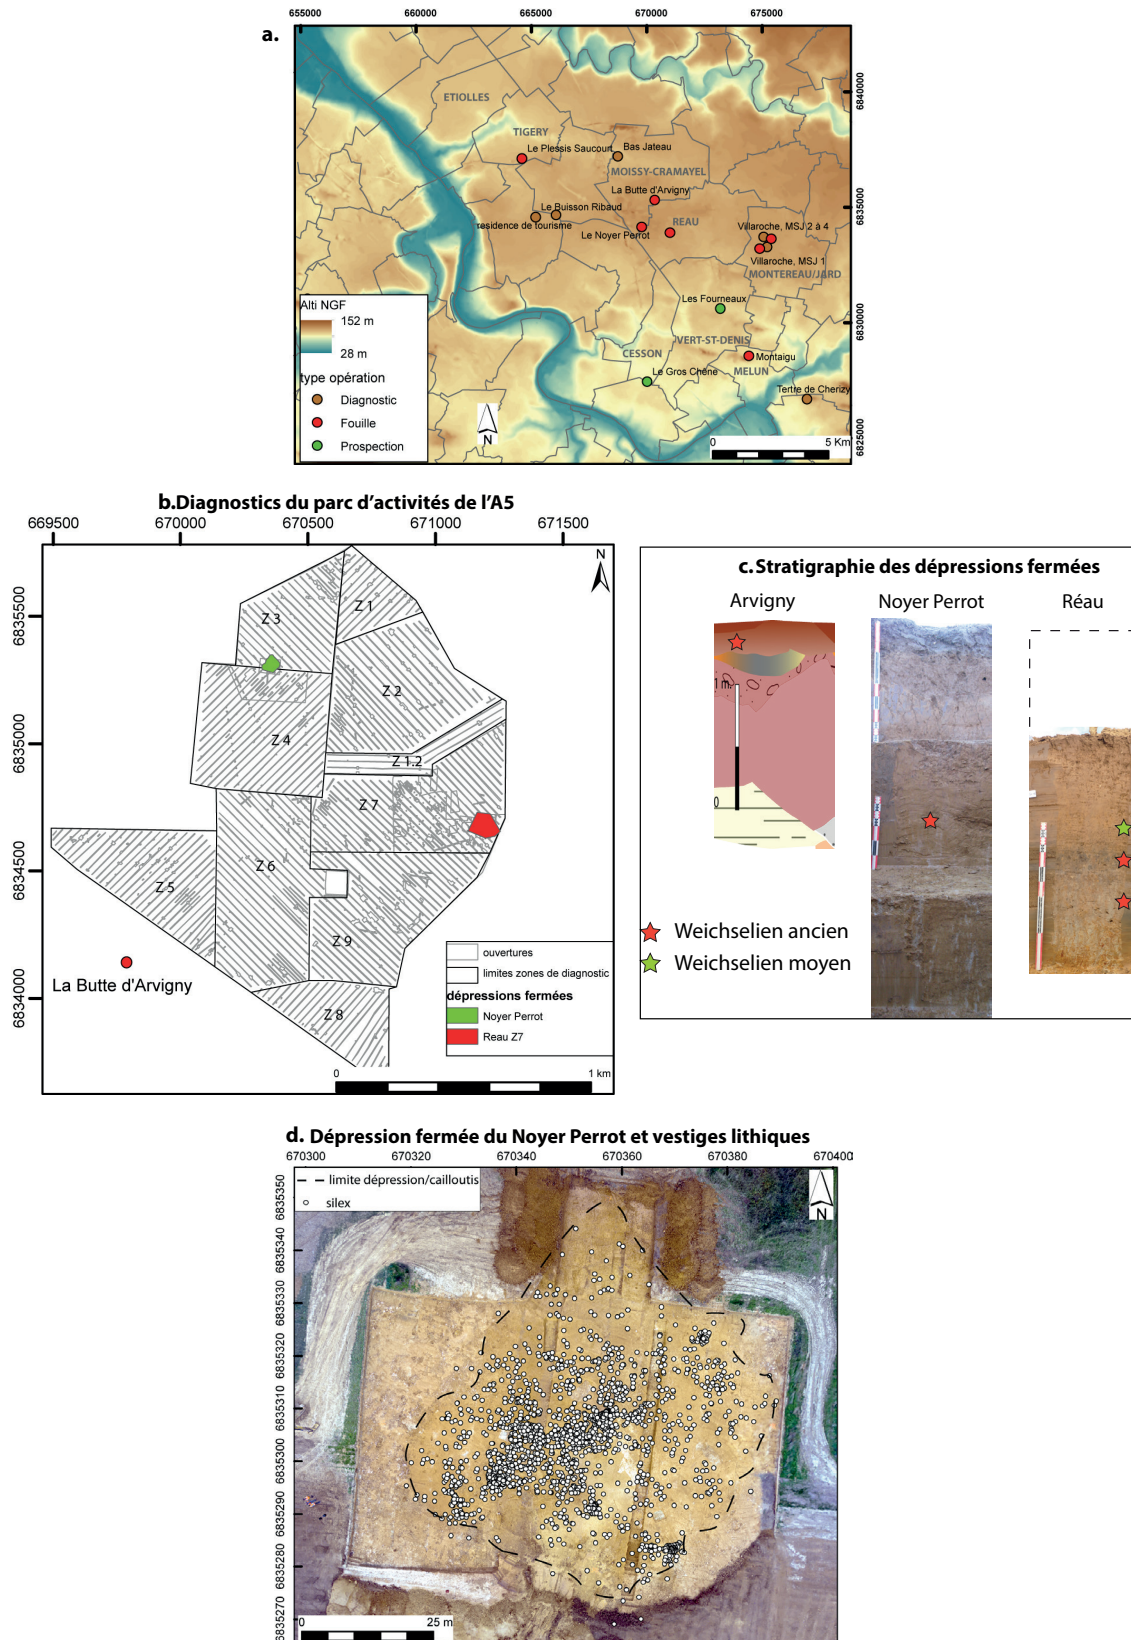 a.
655000 660000 665000 670000 675000
6840000
6835000
6830000
6825000
ETIOLLES
TIGERY
Le Plessis Saucourt
Bas Jateau
MOISSY-CRAMAYEL
La Butte d'Arvigny
Le Buisson Ribaud
REAU
residence de tourisme
Le Noyer Perrot
Villaroche, MSJ 2 à 4
Villaroche, MSJ 1
MONTEREAU/JARD
Les Fourneaux
VERT-ST-DENIS
CESSON
Montaigu
Le Gros Chêne
MELUN
Tertre de Cherizy
Alti NGF
152 m
28 m
type opération
Diagnostic
Fouille
Prospection
N
0 5 Km
b.Diagnostics du parc d'activités de l'A5
669500 670000 670500 671000 671500
6835500
6835000
6834500
6834000
N
Z 1
Z 3
Z 2
Z 4
Z 1.2
Z 7
Z 6
Z 5
Z 9
Z 8
La Butte d'Arvigny
ouvertures
limites zones de diagnostic
dépressions fermées
Noyer Perrot
Reau Z7
0 1 km
c. Stratigraphie des dépressions fermées
Arvigny Noyer Perrot Réau
1 m.
0
Weichselien ancien
Weichselien moyen
d. Dépression fermée du Noyer Perrot et vestiges lithiques
670300 670320 670340 670360 670380 670400
6835350
6835340
6835330
6835320
6835310
6835300
6835290
6835280
6835270
limite dépression/cailloutis
silex
N
0 25 m